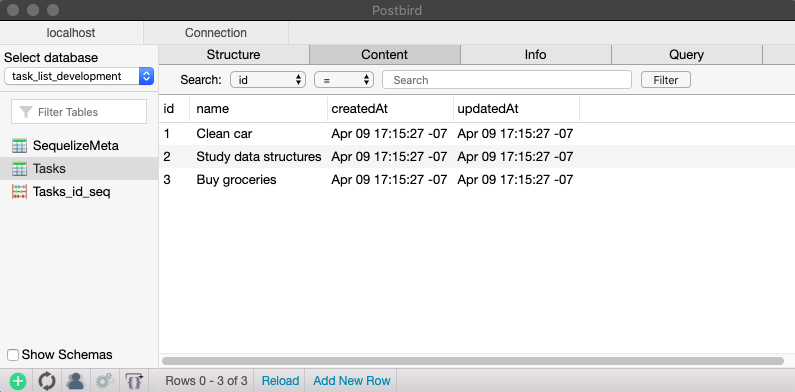 Postbird
localhost Connection
Select database
task_list_development
Filter Tables
SequelizeMeta
Tasks
Tasks_id_seq
Show Schemas
Structure Content Info Query
Search: id = Search Filter
id name createdAt updatedAt
1 Clean car Apr 09 17:15:27 -07 Apr 09 17:15:27 -07
2 Study data structures Apr 09 17:15:27 -07 Apr 09 17:15:27 -07
3 Buy groceries Apr 09 17:15:27 -07 Apr 09 17:15:27 -07
Rows 0 - 3 of 3 Reload Add New Row